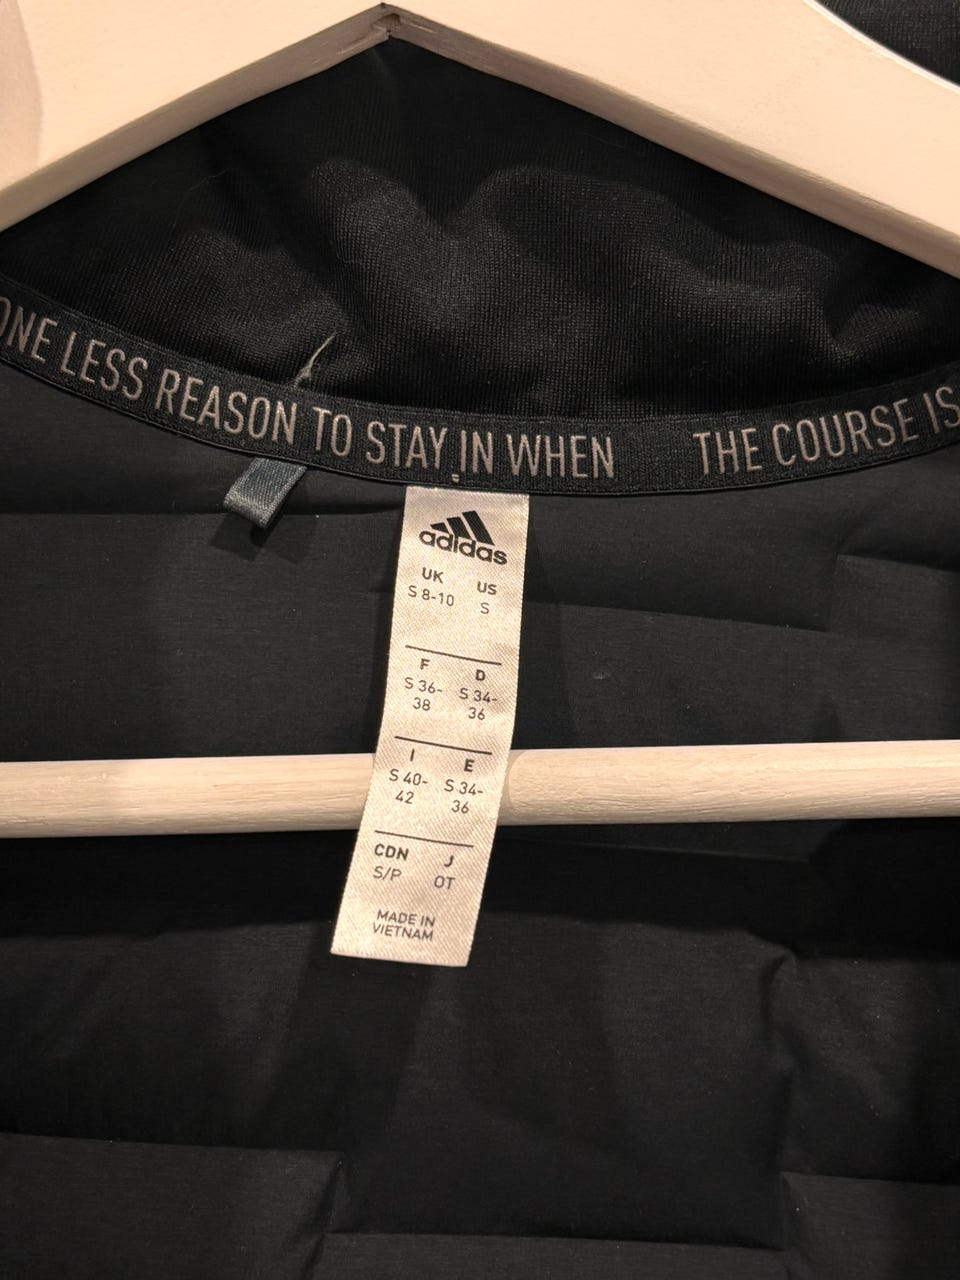 ONE LESS REASON TO STAY IN WHEN THE COURSE IS
adidas
UK US
S 8-10 S
F D
S 36-38 S 34-36
I E
S 40-42 S 34-36
CDN J
S/P OT
MADE IN
VIETNAM